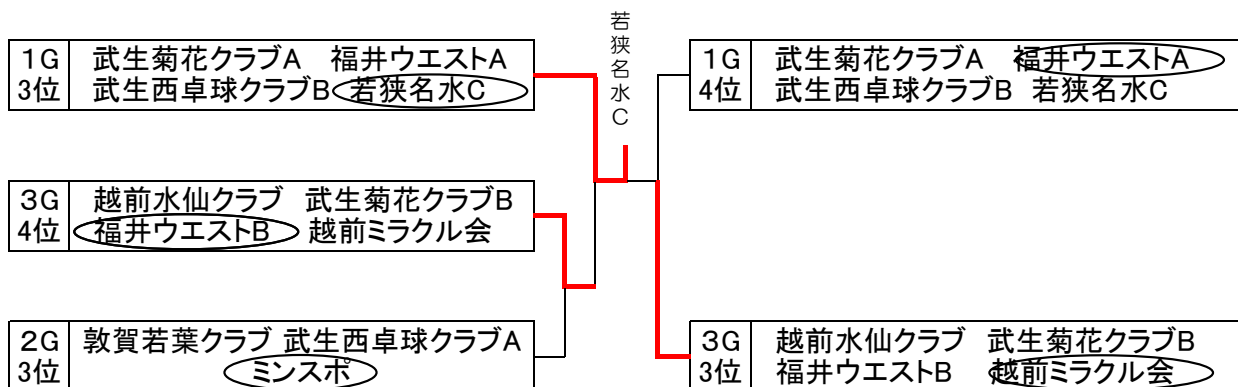 若狭名水C
1G 武生菊花クラブA 福井ウエストA
3位 武生西卓球クラブB 若狭名水C
3G 越前水仙クラブ 武生菊花クラブB
4位 福井ウエストB 越前ミラクル会
2G 敦賀若葉クラブ 武生西卓球クラブA
3位 ミンスポ
1G 武生菊花クラブA 福井ウエストA
4位 武生西卓球クラブB 若狭名水C
3G 越前水仙クラブ 武生菊花クラブB
3位 福井ウエストB 越前ミラクル会